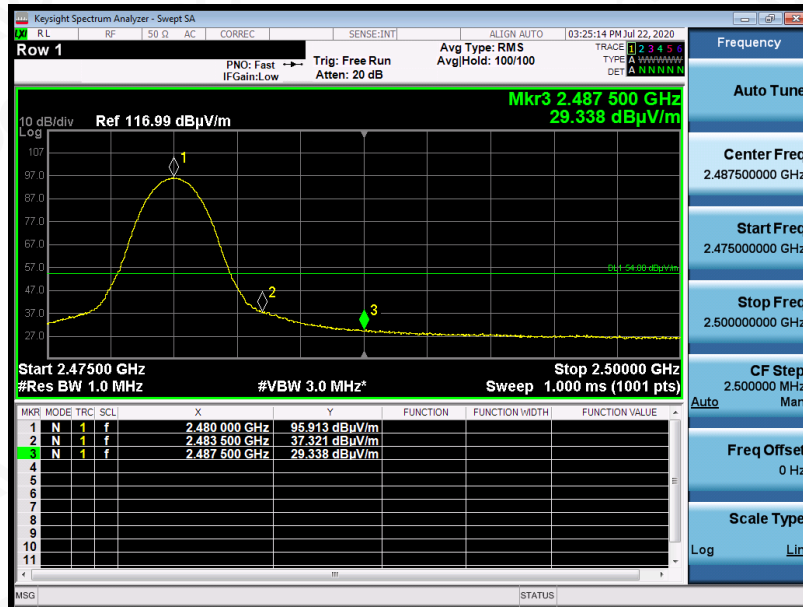 Keysight Spectrum Analyzer - Swept SA
LXI RL RF 50 Ω AC CORREC SENSE:INT ALIGN AUTO 03:25:14 PM Jul 22, 2020
Row 1
PNO: Fast
IFGain:Low
Trig: Free Run
Atten: 20 dB
Avg Type: RMS
Avg|Hold: 100/100
TRACE 1 2 3 4 5 6
TYPE A WWWWW
DET A N N N N N
Mkr3 2.487 500 GHz
29.338 dBµV/m
10 dB/div Ref 116.99 dBµV/m
Log
107
97.0
87.0
77.0
67.0
57.0
47.0
37.0
27.0
1
2
3
DL1 54.00 dBµV/m
Start 2.47500 GHz Stop 2.50000 GHz
#Res BW 1.0 MHz #VBW 3.0 MHz* Sweep 1.000 ms (1001 pts)
MKR MODE TRC SCL X Y FUNCTION FUNCTION WIDTH FUNCTION VALUE
1 N 1 f 2.480 000 GHz 95.913 dBµV/m
2 N 1 f 2.483 500 GHz 37.321 dBµV/m
3 N 1 f 2.487 500 GHz 29.338 dBµV/m
4
5
6
7
8
9
10
11
MSG STATUS
Frequency
Auto Tune
Center Freq
2.487500000 GHz
Start Freq
2.475000000 GHz
Stop Freq
2.500000000 GHz
CF Step
2.500000 MHz
Auto Man
Freq Offset
0 Hz
Scale Type
Log Lin